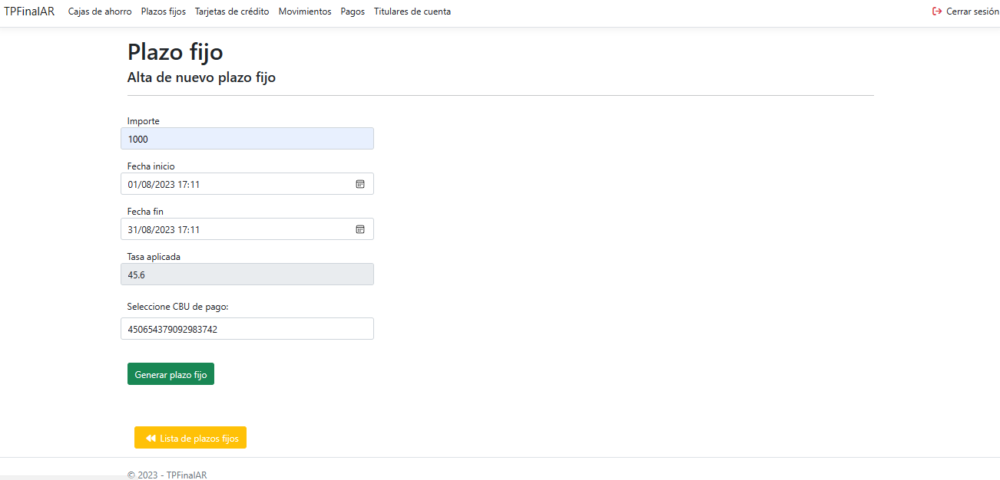 TPFinalAR Cajas de ahorro Plazos fijos Tarjetas de crédito Movimientos Pagos Titulares de cuenta Cerrar sesión
Plazo fijo
Alta de nuevo plazo fijo
Importe
1000
Fecha inicio
01/08/2023 17:11
Fecha fin
31/08/2023 17:11
Tasa aplicada
45.6
Seleccione CBU de pago:
450654379092983742
Generar plazo fijo
Lista de plazos fijos
© 2023 - TPFinalAR